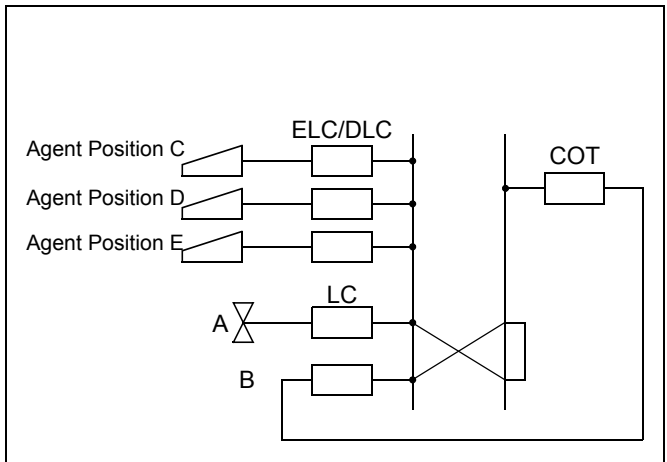 ELC/DLC
Agent Position C
COT
Agent Position D
Agent Position E
LC
A
B